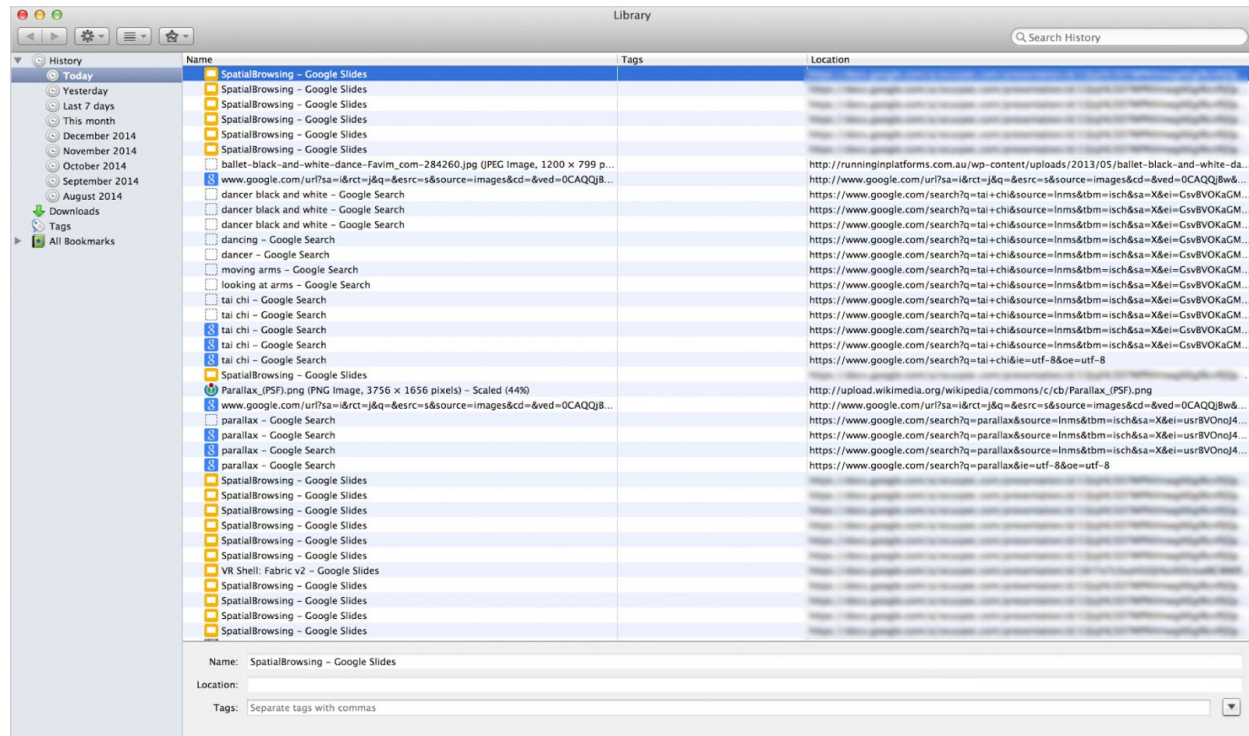 Library
Search History
History
Today
Yesterday
Last 7 days
This month
December 2014
November 2014
October 2014
September 2014
August 2014
Downloads
Tags
All Bookmarks
Name Tags Location
SpatialBrowsing – Google Slides
SpatialBrowsing – Google Slides
SpatialBrowsing – Google Slides
SpatialBrowsing – Google Slides
SpatialBrowsing – Google Slides
SpatialBrowsing – Google Slides
ballet-black-and-white-dance-Favim_com-284260.jpg (JPEG Image, 1200 × 799 p... http://runninginplatforms.com.au/wp-content/uploads/2013/05/ballet-black-and-white-da...
www.google.com/url?sa=i&rct=j&q=&esrc=s&source=images&cd=&ved=0CAQQjB... http://www.google.com/url?sa=i&rct=j&q=&esrc=s&source=images&cd=&ved=0CAQQjBw&...
dancer black and white – Google Search https://www.google.com/search?q=tai+chi&source=lnms&tbm=isch&sa=X&ei=GsvBVOKaGM...
dancer black and white – Google Search https://www.google.com/search?q=tai+chi&source=lnms&tbm=isch&sa=X&ei=GsvBVOKaGM...
dancer black and white – Google Search https://www.google.com/search?q=tai+chi&source=lnms&tbm=isch&sa=X&ei=GsvBVOKaGM...
dancing – Google Search https://www.google.com/search?q=tai+chi&source=lnms&tbm=isch&sa=X&ei=GsvBVOKaGM...
dancer – Google Search https://www.google.com/search?q=tai+chi&source=lnms&tbm=isch&sa=X&ei=GsvBVOKaGM...
moving arms – Google Search https://www.google.com/search?q=tai+chi&source=lnms&tbm=isch&sa=X&ei=GsvBVOKaGM...
looking at arms – Google Search https://www.google.com/search?q=tai+chi&source=lnms&tbm=isch&sa=X&ei=GsvBVOKaGM...
tai chi – Google Search https://www.google.com/search?q=tai+chi&source=lnms&tbm=isch&sa=X&ei=GsvBVOKaGM...
tai chi – Google Search https://www.google.com/search?q=tai+chi&source=lnms&tbm=isch&sa=X&ei=GsvBVOKaGM...
tai chi – Google Search https://www.google.com/search?q=tai+chi&source=lnms&tbm=isch&sa=X&ei=GsvBVOKaGM...
tai chi – Google Search https://www.google.com/search?q=tai+chi&source=lnms&tbm=isch&sa=X&ei=GsvBVOKaGM...
tai chi – Google Search https://www.google.com/search?q=tai+chi&ie=utf-8&oe=utf-8
SpatialBrowsing – Google Slides
Parallax_(PSF).png (PNG Image, 3756 × 1656 pixels) – Scaled (44%) http://upload.wikimedia.org/wikipedia/commons/c/cb/Parallax_(PSF).png
www.google.com/url?sa=i&rct=j&q=&esrc=s&source=images&cd=&ved=0CAQQjB... http://www.google.com/url?sa=i&rct=j&q=&esrc=s&source=images&cd=&ved=0CAQQjBw&...
parallax – Google Search https://www.google.com/search?q=parallax&source=lnms&tbm=isch&sa=X&ei=usrBVOnoJ4...
parallax – Google Search https://www.google.com/search?q=parallax&source=lnms&tbm=isch&sa=X&ei=usrBVOnoJ4...
parallax – Google Search https://www.google.com/search?q=parallax&source=lnms&tbm=isch&sa=X&ei=usrBVOnoJ4...
parallax – Google Search https://www.google.com/search?q=parallax&ie=utf-8&oe=utf-8
SpatialBrowsing – Google Slides
SpatialBrowsing – Google Slides
SpatialBrowsing – Google Slides
SpatialBrowsing – Google Slides
SpatialBrowsing – Google Slides
SpatialBrowsing – Google Slides
VR Shell: Fabric v2 – Google Slides
SpatialBrowsing – Google Slides
SpatialBrowsing – Google Slides
SpatialBrowsing – Google Slides
SpatialBrowsing – Google Slides
Name: SpatialBrowsing – Google Slides
Location:
Tags: Separate tags with commas